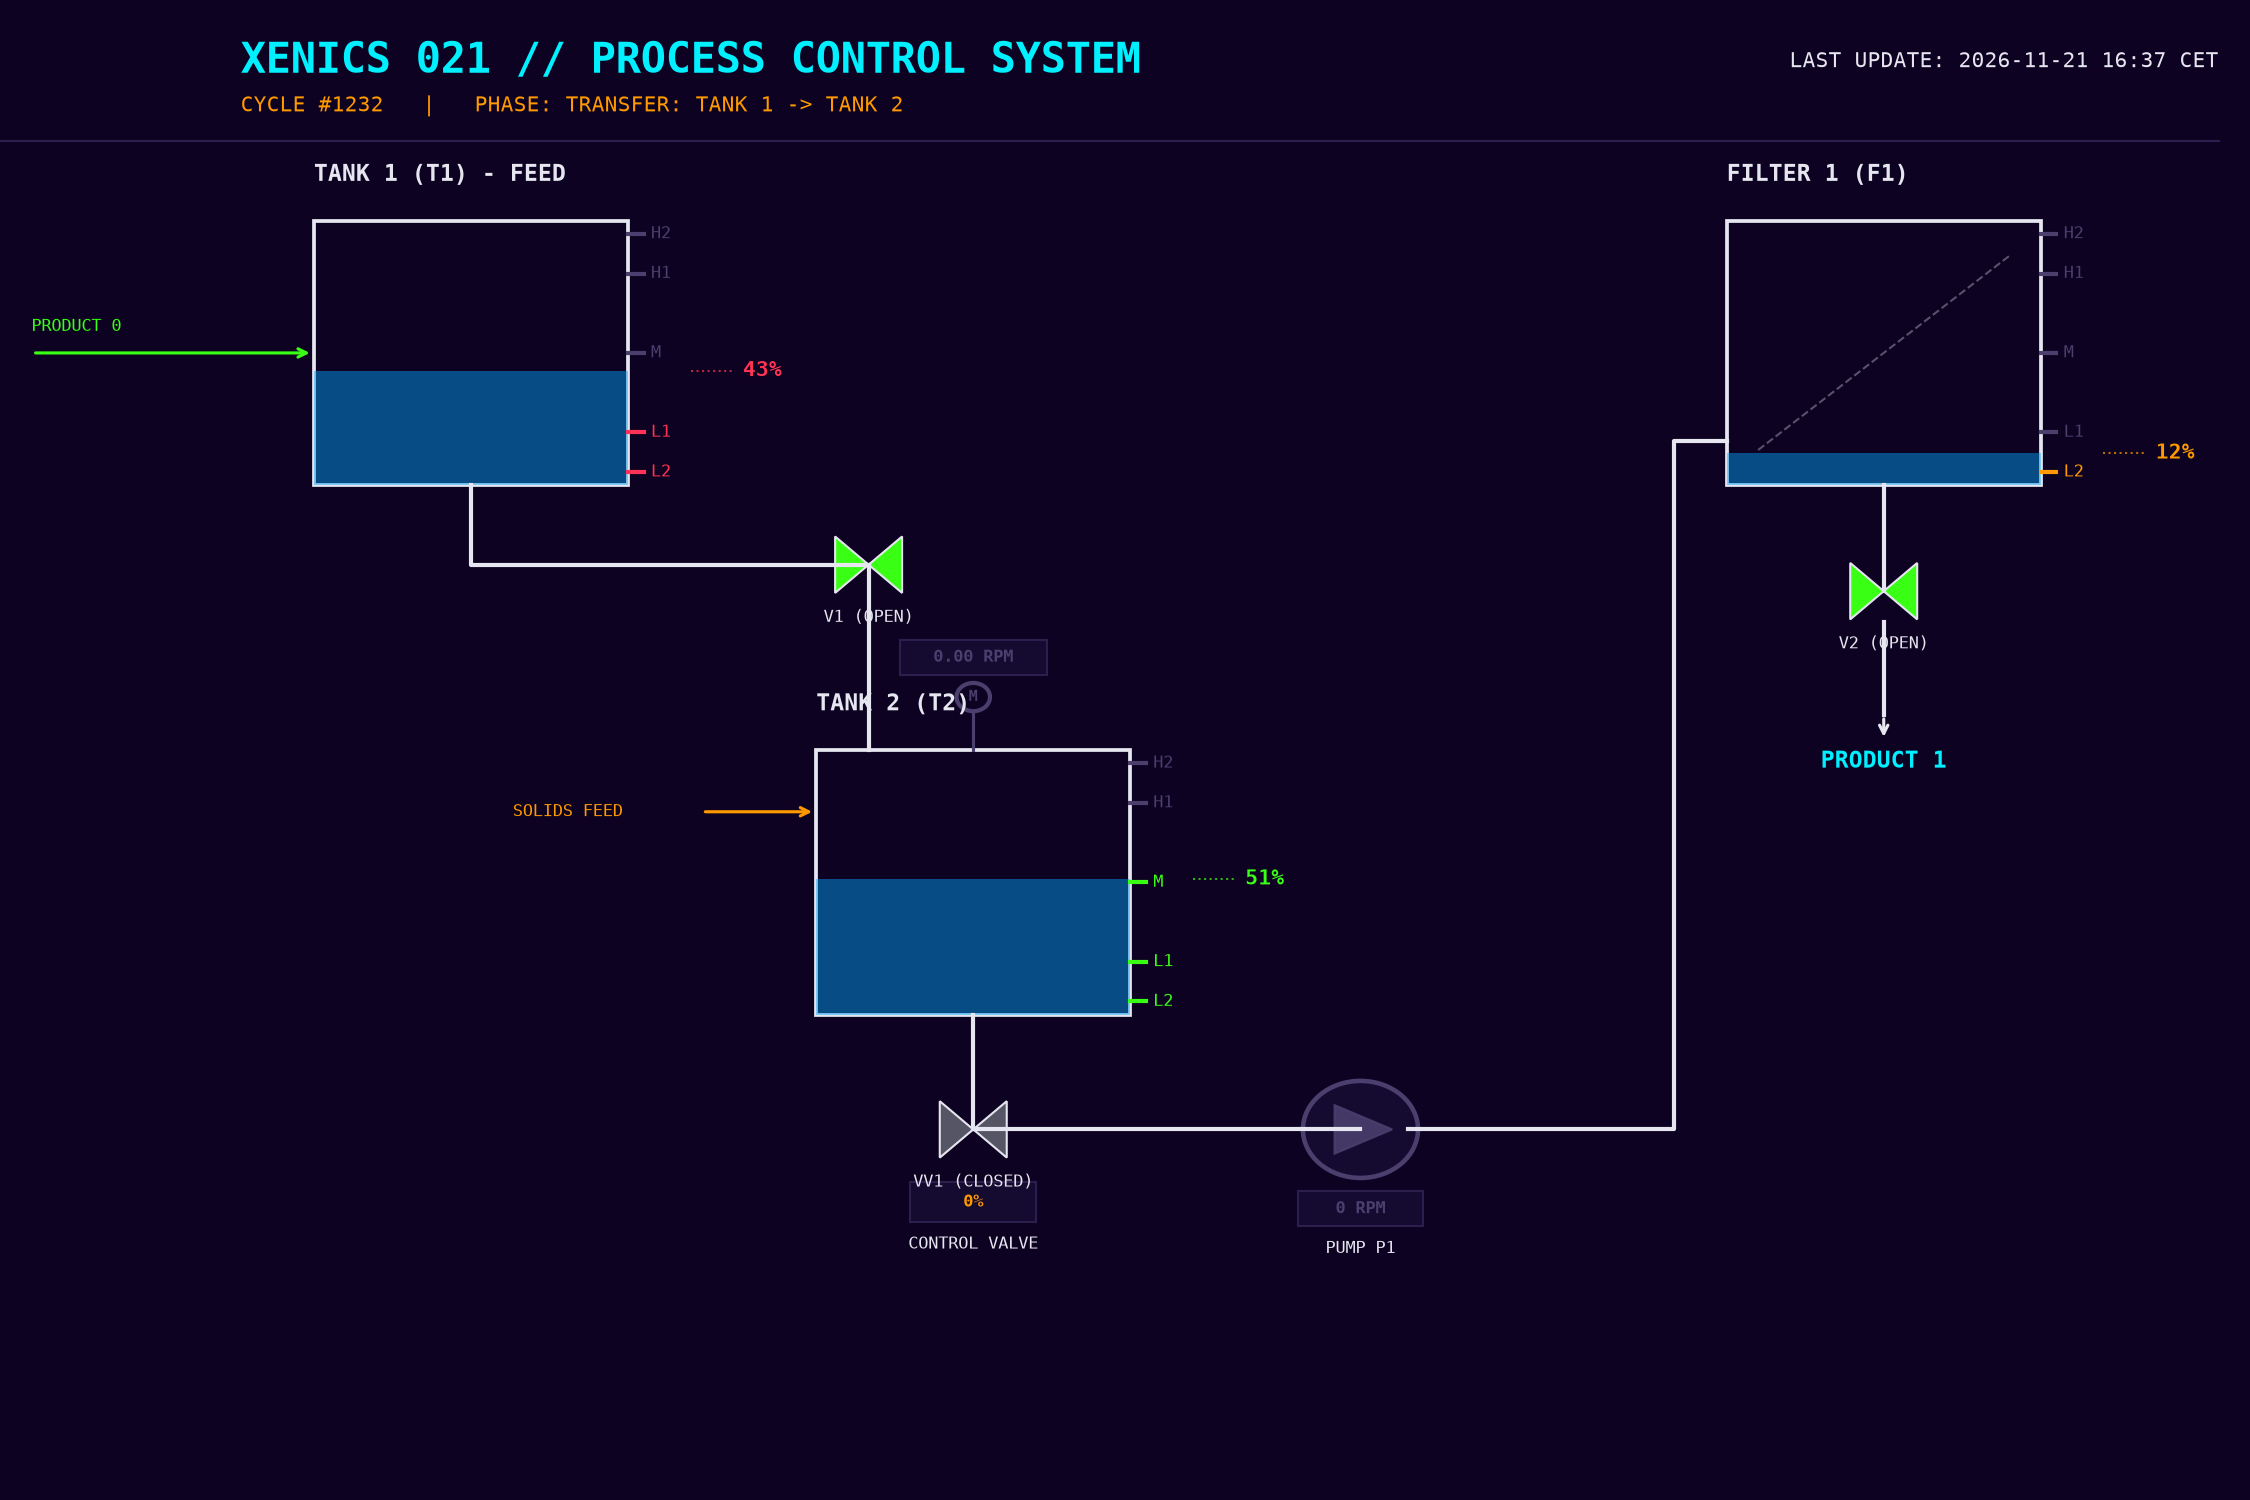 XENICS 021 // PROCESS CONTROL SYSTEM
LAST UPDATE: 2026-11-21 16:37 CET
CYCLE #1232 | PHASE: TRANSFER: TANK 1 -> TANK 2
TANK 1 (T1) - FEED
H2
H1
PRODUCT 0
M
43%
L1
L2
FILTER 1 (F1)
H2
H1
M
L1
12%
L2
V1 (OPEN)
V2 (OPEN)
PRODUCT 1
0.00 RPM
M
TANK 2 (T2)
H2
H1
SOLIDS FEED
M
51%
L1
L2
VV1 (CLOSED)
0%
CONTROL VALVE
0 RPM
PUMP P1